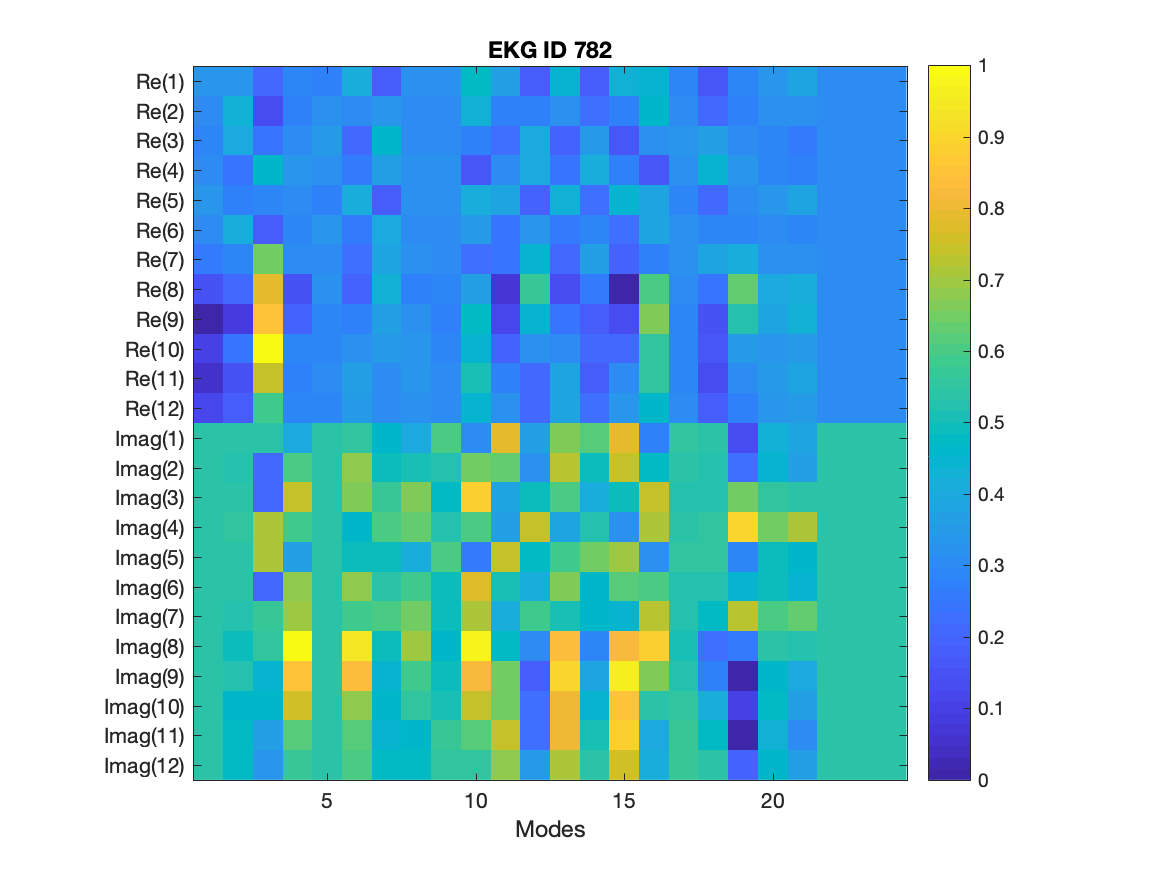 EKG ID 782
Re(1)
Re(2)
Re(3)
Re(4)
Re(5)
Re(6)
Re(7)
Re(8)
Re(9)
Re(10)
Re(11)
Re(12)
Imag(1)
Imag(2)
Imag(3)
Imag(4)
Imag(5)
Imag(6)
Imag(7)
Imag(8)
Imag(9)
Imag(10)
Imag(11)
Imag(12)
5 10 15 20
Modes
1
0.9
0.8
0.7
0.6
0.5
0.4
0.3
0.2
0.1
0